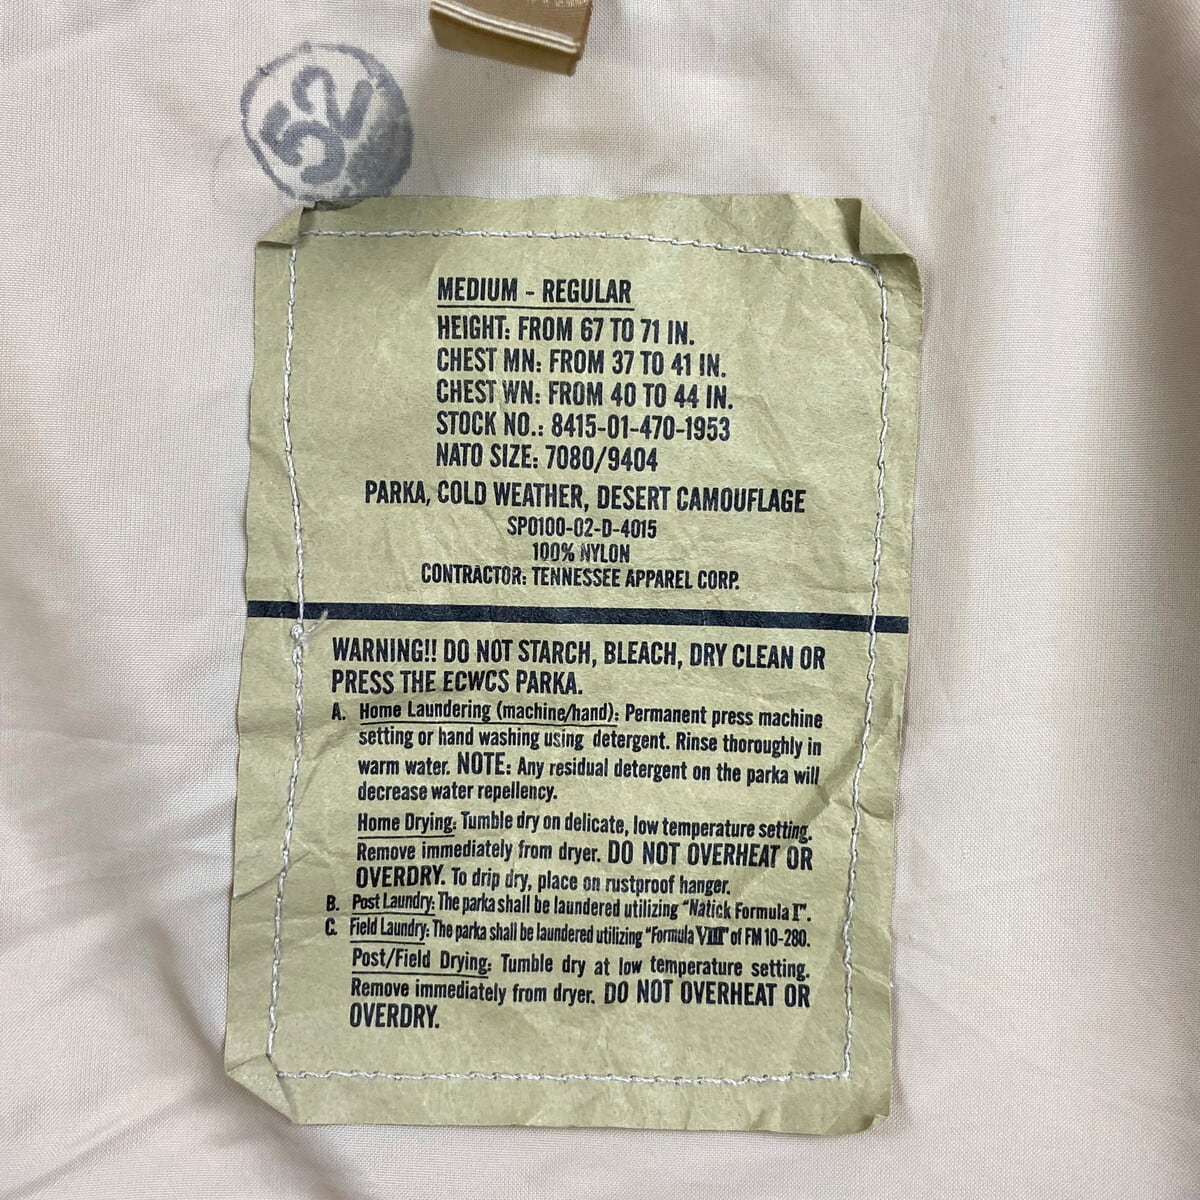 52
MEDIUM - REGULAR
HEIGHT: FROM 67 TO 71 IN.
CHEST MN: FROM 37 TO 41 IN.
CHEST WN: FROM 40 TO 44 IN.
STOCK NO.: 8415-01-470-1953
NATO SIZE: 7080/9404
PARKA, COLD WEATHER, DESERT CAMOUFLAGE
SP0100-02-D-4015
100% NYLON
CONTRACTOR: TENNESSEE APPAREL CORP.
WARNING!! DO NOT STARCH, BLEACH, DRY CLEAN OR
PRESS THE ECWCS PARKA.
A. Home Laundering (machine/hand): Permanent press machine
setting or hand washing using detergent. Rinse thoroughly in
warm water. NOTE: Any residual detergent on the parka will
decrease water repellency.
Home Drying: Tumble dry on delicate, low temperature setting.
Remove immediately from dryer. DO NOT OVERHEAT OR
OVERDRY. To drip dry, place on rustproof hanger.
B. Post Laundry: The parka shall be laundered utilizing "Natick Formula I".
C. Field Laundry: The parka shall be laundered utilizing "Formula VIII" of FM 10-280.
Post/Field Drying: Tumble dry at low temperature setting.
Remove immediately from dryer. DO NOT OVERHEAT OR
OVERDRY.